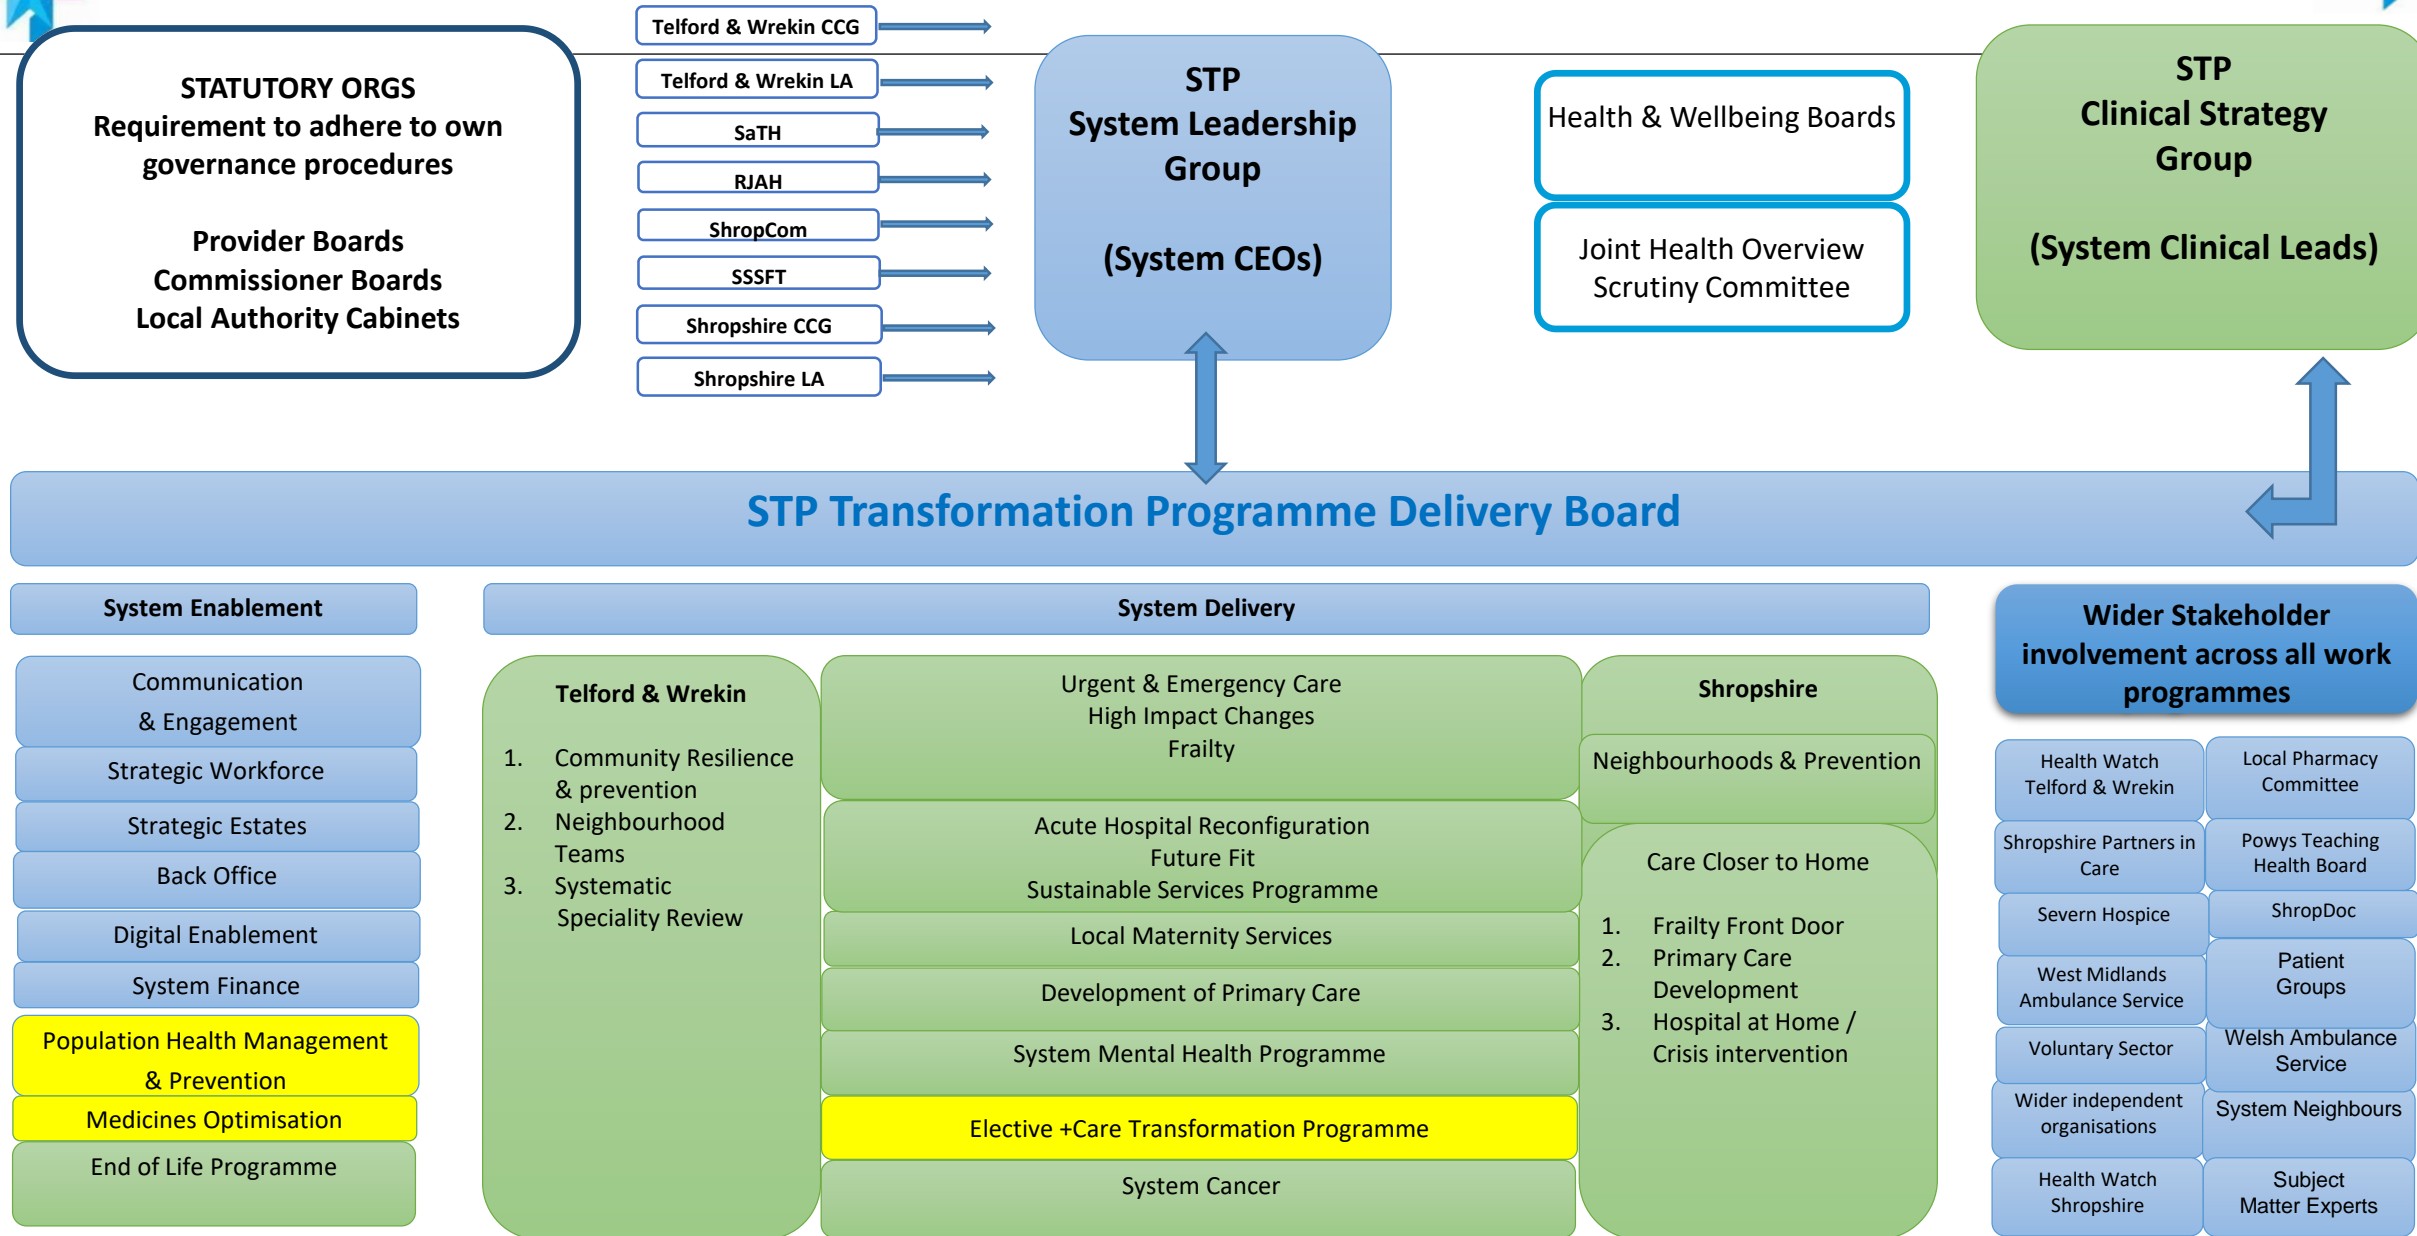 STATUTORY ORGS
Requirement to adhere to own
governance procedures
Provider Boards
Commissioner Boards
Local Authority Cabinets
Telford & Wrekin CCG
Telford & Wrekin LA
SaTH
RJAH
ShropCom
SSSFT
Shropshire CCG
Shropshire LA
STP
System Leadership
Group
(System CEOs)
Health & Wellbeing Boards
Joint Health Overview
Scrutiny Committee
STP
Clinical Strategy
Group
(System Clinical Leads)
STP Transformation Programme Delivery Board
System Enablement
Communication
& Engagement
Strategic Workforce
Strategic Estates
Back Office
Digital Enablement
System Finance
Population Health Management
& Prevention
Medicines Optimisation
End of Life Programme
System Delivery
Telford & Wrekin
1. Community Resilience
& prevention
2. Neighbourhood
Teams
3. Systematic
Speciality Review
Urgent & Emergency Care
High Impact Changes
Frailty
Acute Hospital Reconfiguration
Future Fit
Sustainable Services Programme
Local Maternity Services
Development of Primary Care
System Mental Health Programme
Elective +Care Transformation Programme
System Cancer
Shropshire
Neighbourhoods & Prevention
Care Closer to Home
1. Frailty Front Door
2. Primary Care
Development
3. Hospital at Home /
Crisis intervention
Wider Stakeholder
involvement across all work
programmes
Health Watch
Telford & Wrekin
Local Pharmacy
Committee
Shropshire Partners in
Care
Powys Teaching
Health Board
Severn Hospice
ShropDoc
West Midlands
Ambulance Service
Patient
Groups
Voluntary Sector
Welsh Ambulance
Service
Wider independent
organisations
System Neighbours
Health Watch
Shropshire
Subject
Matter Experts